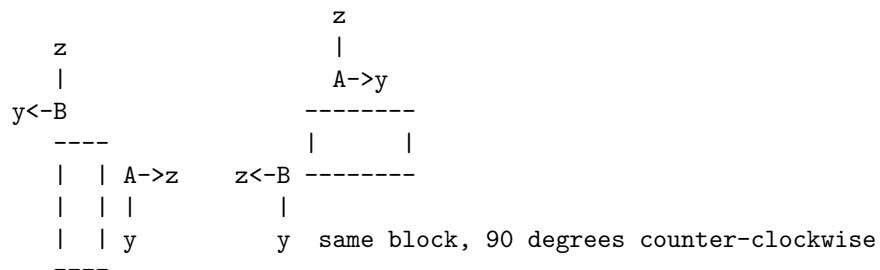 z
z |
| A->y
y<-B --------
---- | |
| | A->z z<-B --------
| | | |
| | y y same block, 90 degrees counter-clockwise
----